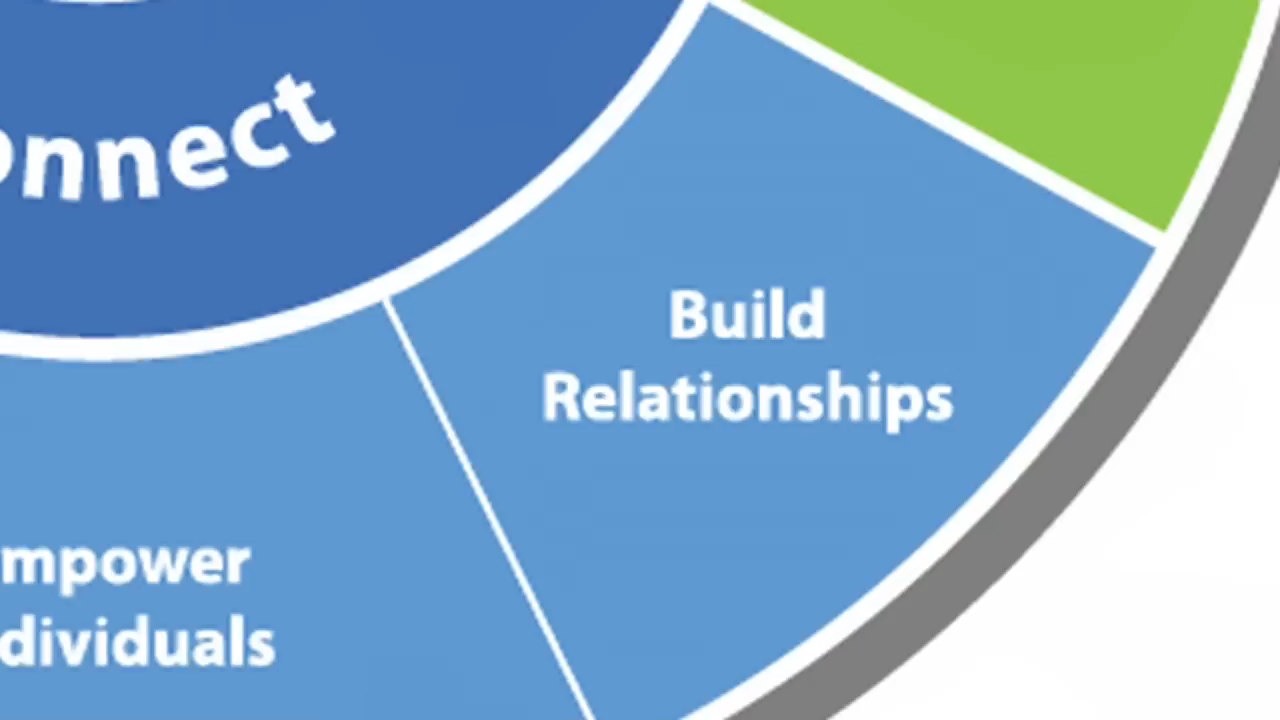 onnect
Build
Relationships
mpower
dividuals